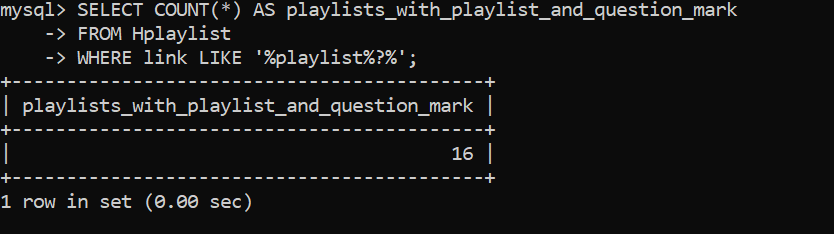 mysql> SELECT COUNT(*) AS playlists_with_playlist_and_question_mark
    -> FROM Hplaylist
    -> WHERE link LIKE '%playlist%?%';
+-------------------------------------------+
| playlists_with_playlist_and_question_mark |
+-------------------------------------------+
|                                        16 |
+-------------------------------------------+
1 row in set (0.00 sec)